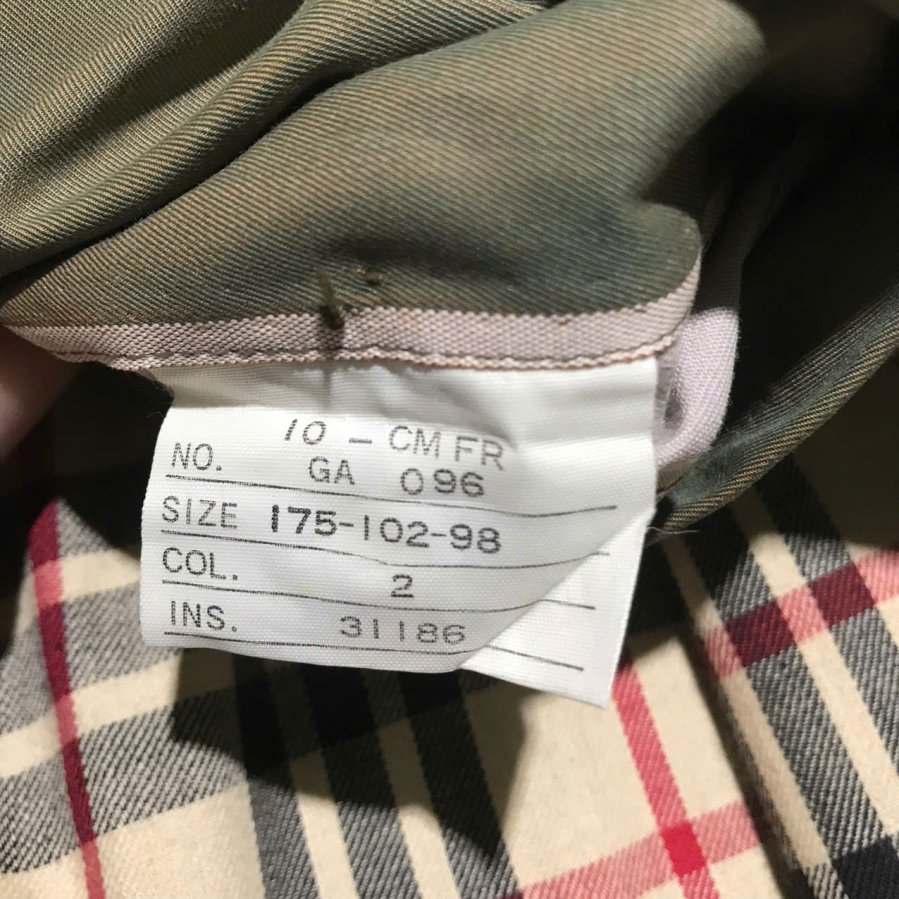 10 - CM FR
NO. GA 096
SIZE 175-102-98
COL. 2
INS. 31186